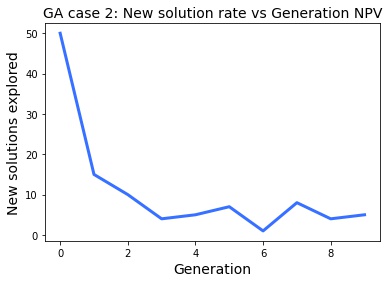 GA case 2: New solution rate vs Generation NPV
New solutions explored
50
40
30
20
10
0
0 2 4 6 8
Generation